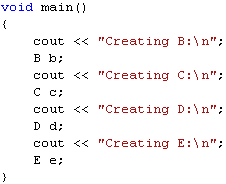 void main()
{
    cout << "Creating B:\n";
    B b;
    cout << "Creating C:\n";
    C c;
    cout << "Creating D:\n";
    D d;
    cout << "Creating E:\n";
    E e;
}